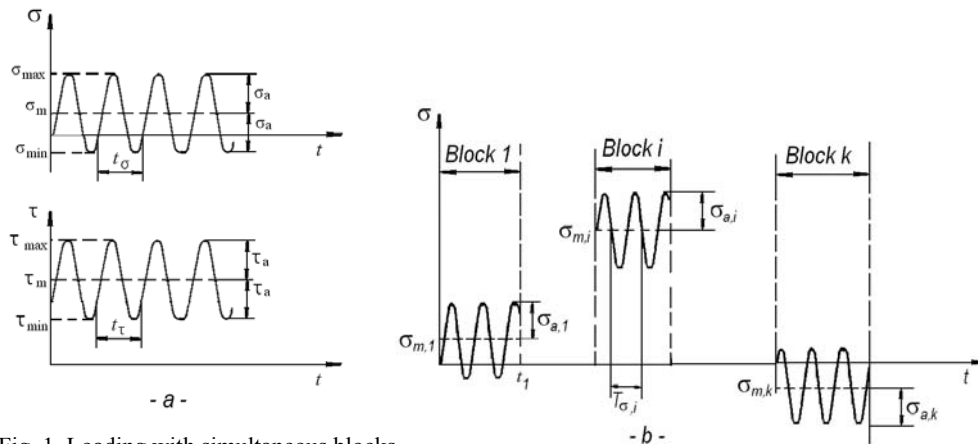 σ
σmax
σm
σmin
σa
σa
tσ
t
τ
τmax
τm
τmin
τa
τa
tτ
t
- a -
σ
Block 1
Block i
Block k
σm,1
σa,1
t1
σm,i
σa,i
Tσ,i
σm,k
σa,k
t
- b -
Fig. 1. Loading with simultaneous blocks